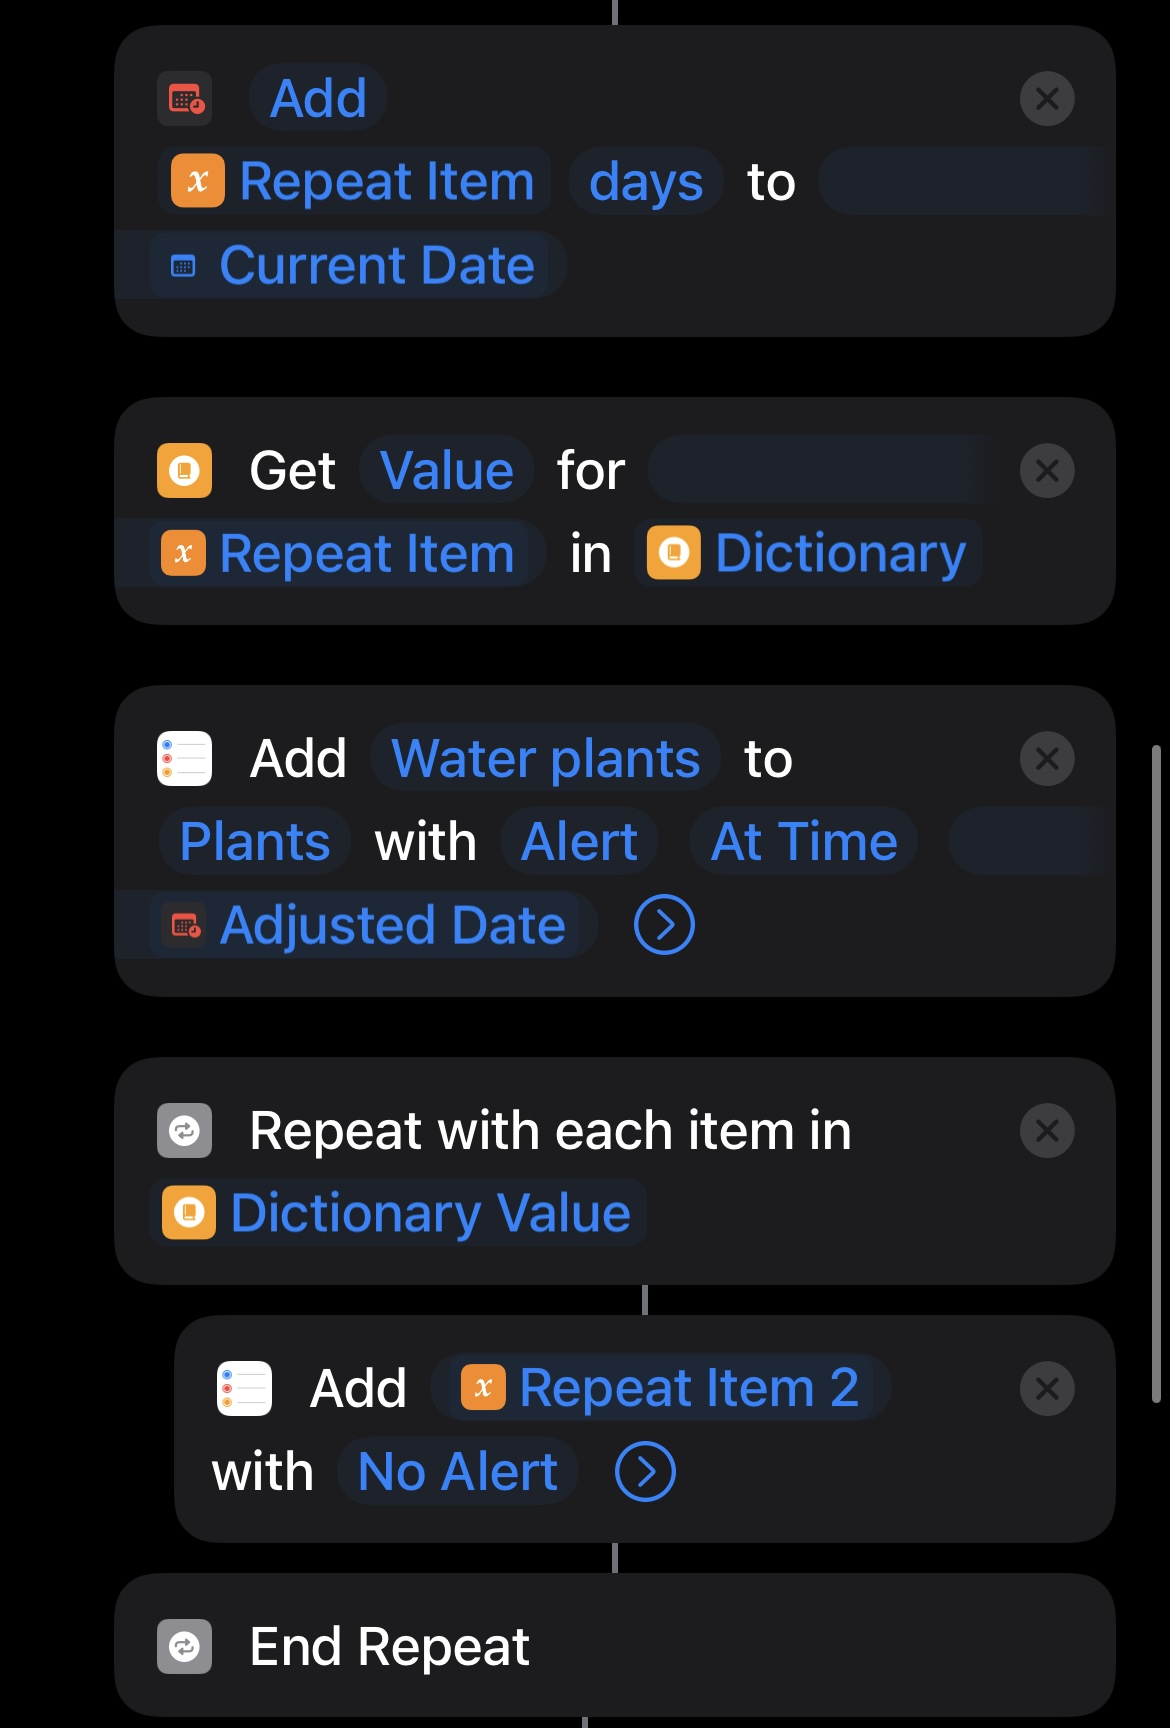 Add
x Repeat Item days to
Current Date
Get Value for
x Repeat Item in Dictionary
Add Water plants to
Plants with Alert At Time
Adjusted Date
Repeat with each item in
Dictionary Value
Add x Repeat Item 2
with No Alert
End Repeat